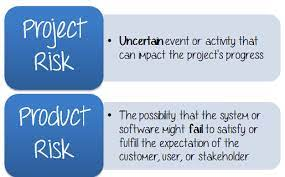 Project
Risk
• Uncertain event or activity that
can impact the project's progress
Product
Risk
• The possibility that the system or
software might fail to satisfy or
fulfill the expectation of the
customer, user, or stakeholder